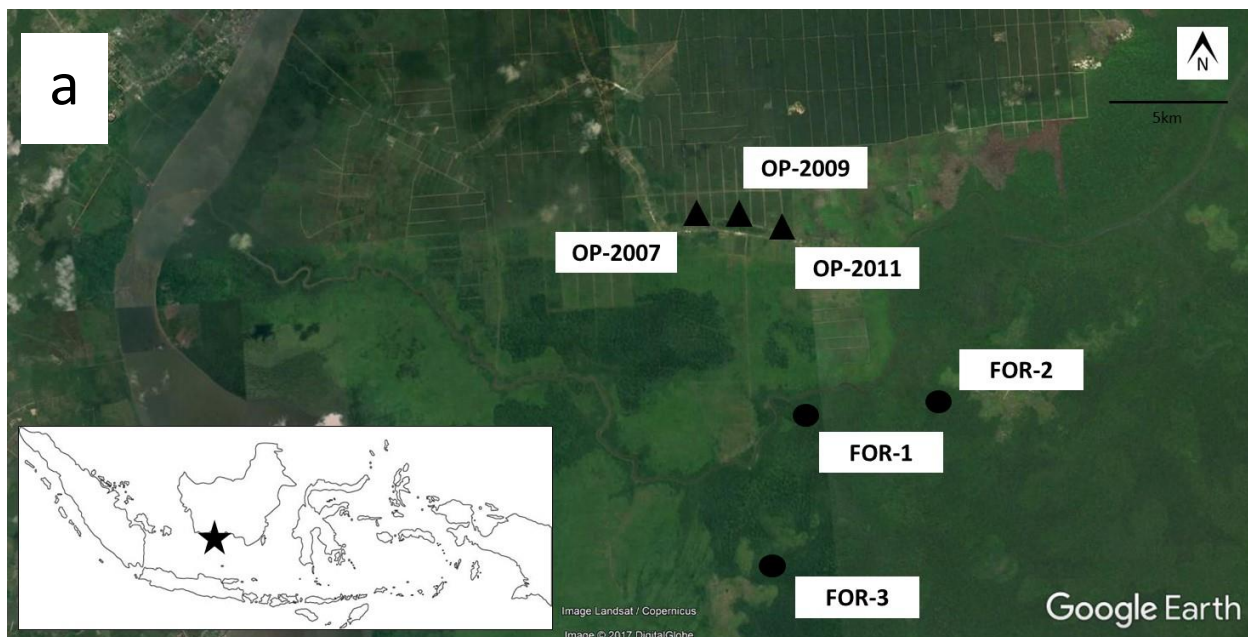 a
N
5km
OP-2009
OP-2007
OP-2011
FOR-2
FOR-1
FOR-3
Image Landsat / Copernicus
Image © 2017 DigitalGlobe
Google Earth